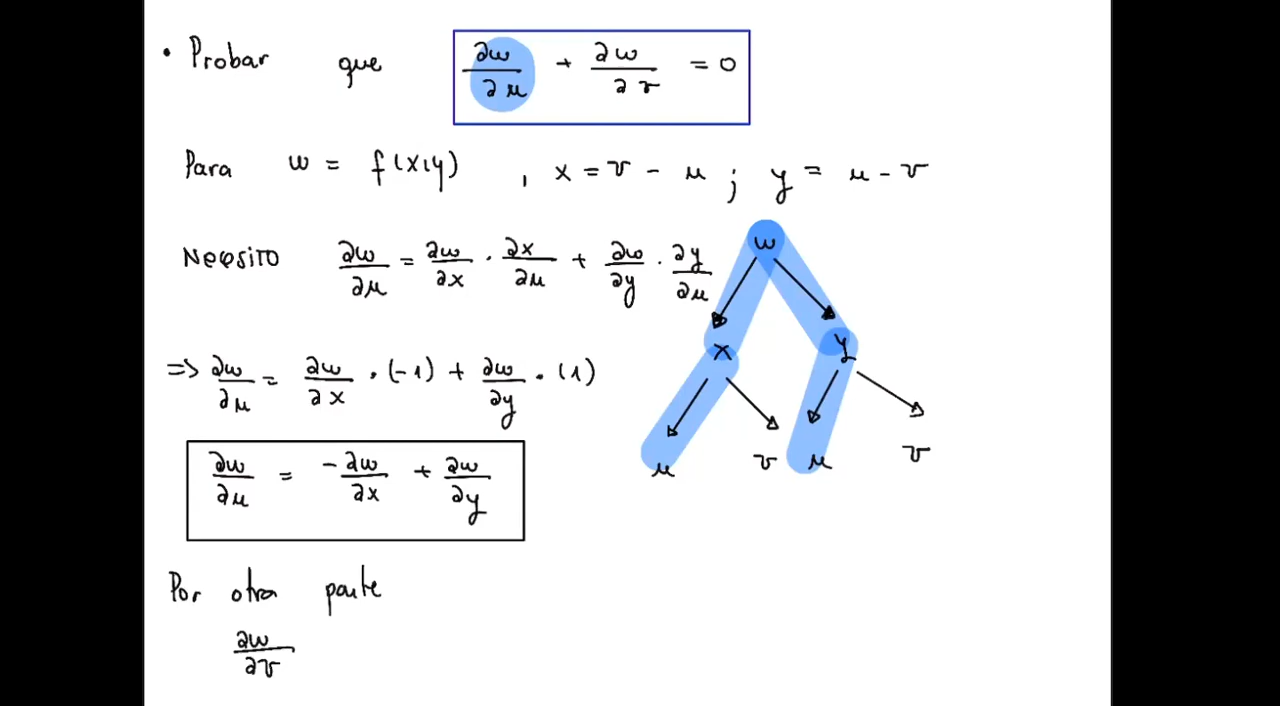 • Probar que ∂w/∂μ + ∂w/∂v = 0
Para w = f(x,y) , x = v - μ ; y = μ - v
Necesito ∂w/∂μ = ∂w/∂x · ∂x/∂μ + ∂w/∂y · ∂y/∂μ
w
x y
=> ∂w/∂μ = ∂w/∂x · (-1) + ∂w/∂y · (1)
μ v μ v
∂w/∂μ = -∂w/∂x + ∂w/∂y
Por otra parte
∂w/∂v